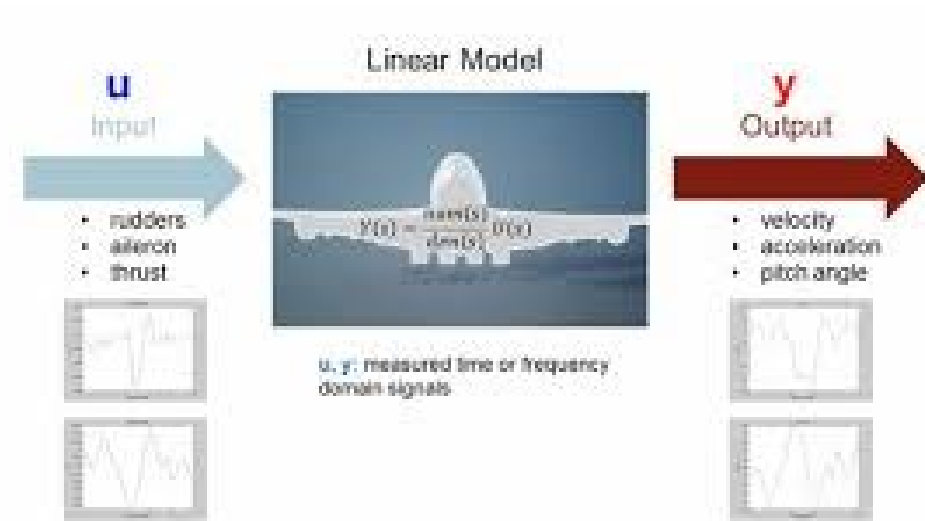 Linear Model
u
Input
y
Output
• rudders
• aileron
• thrust
Y(s) = num(s)/den(s) U(s)
• velocity
• acceleration
• pitch angle
u, y: measured time or frequency
domain signals